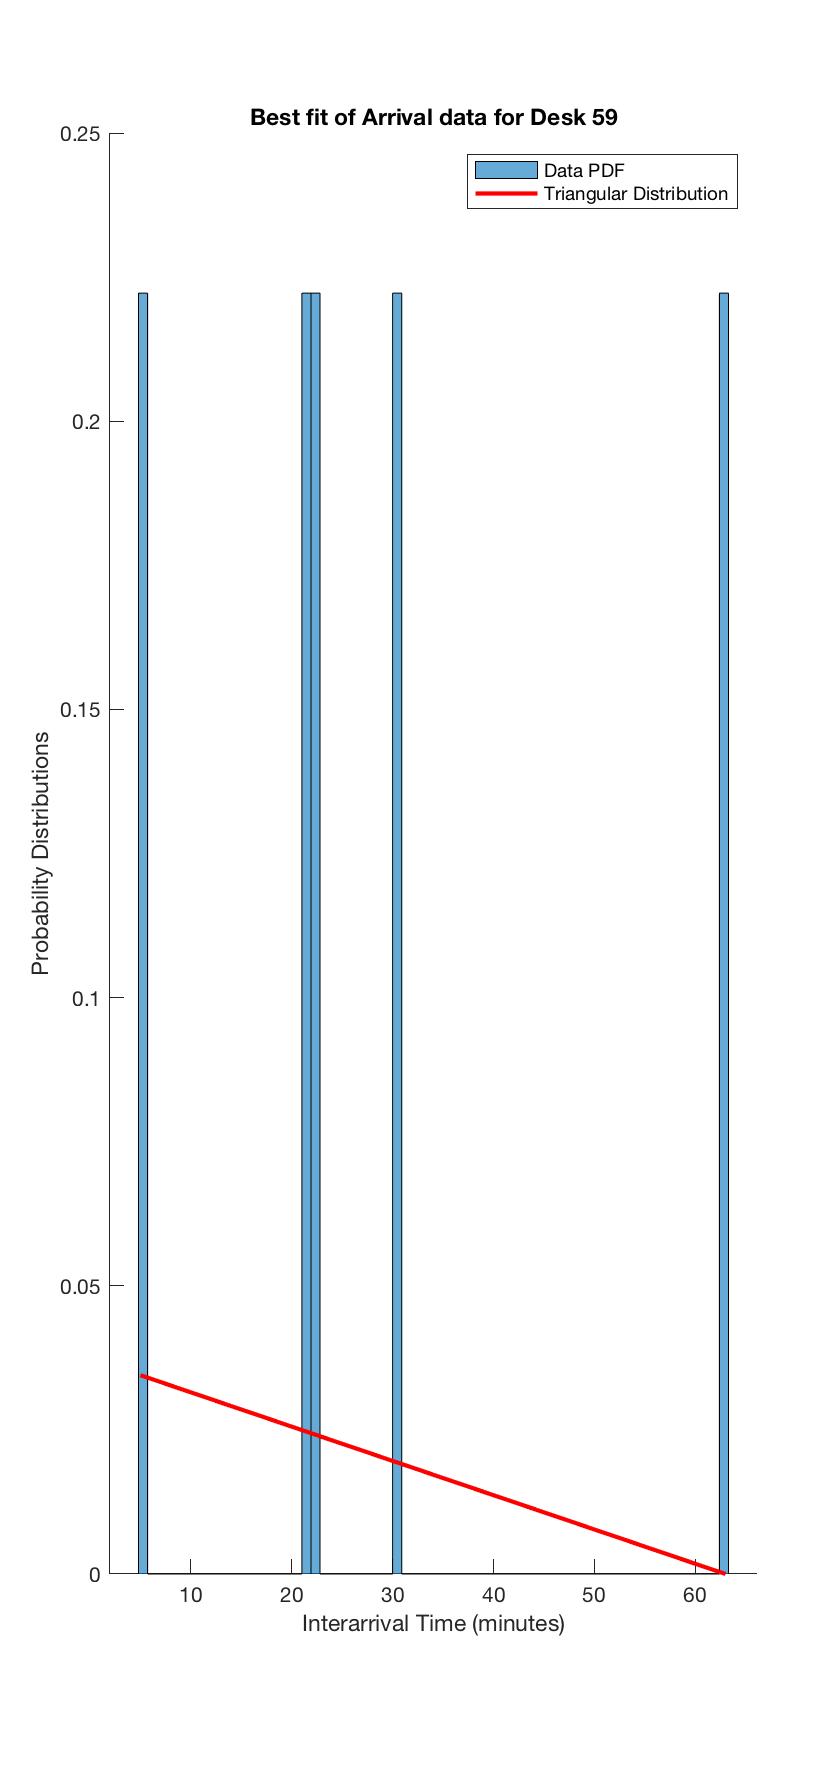 Best fit of Arrival data for Desk 59
Data PDF
Triangular Distribution
0.25
0.2
0.15
0.1
0.05
0
Probability Distributions
10 20 30 40 50 60
Interarrival Time (minutes)